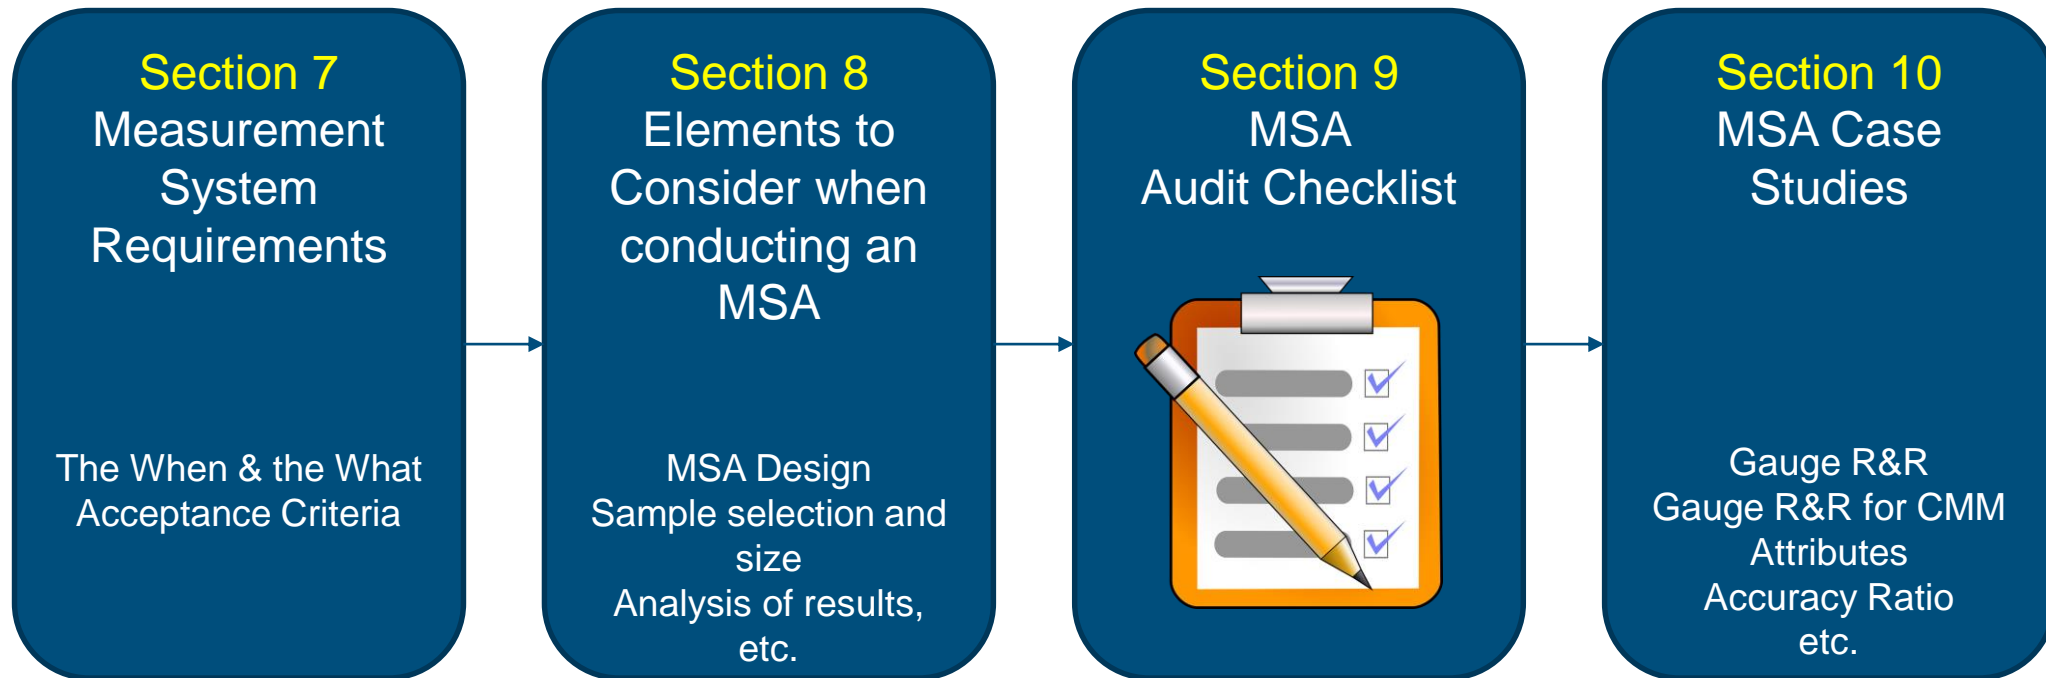 Section 7
Measurement
System
Requirements
The When & the What
Acceptance Criteria
Section 8
Elements to
Consider when
conducting an
MSA
MSA Design
Sample selection and
size
Analysis of results,
etc.
Section 9
MSA
Audit Checklist
Section 10
MSA Case
Studies
Gauge R&R
Gauge R&R for CMM
Attributes
Accuracy Ratio
etc.